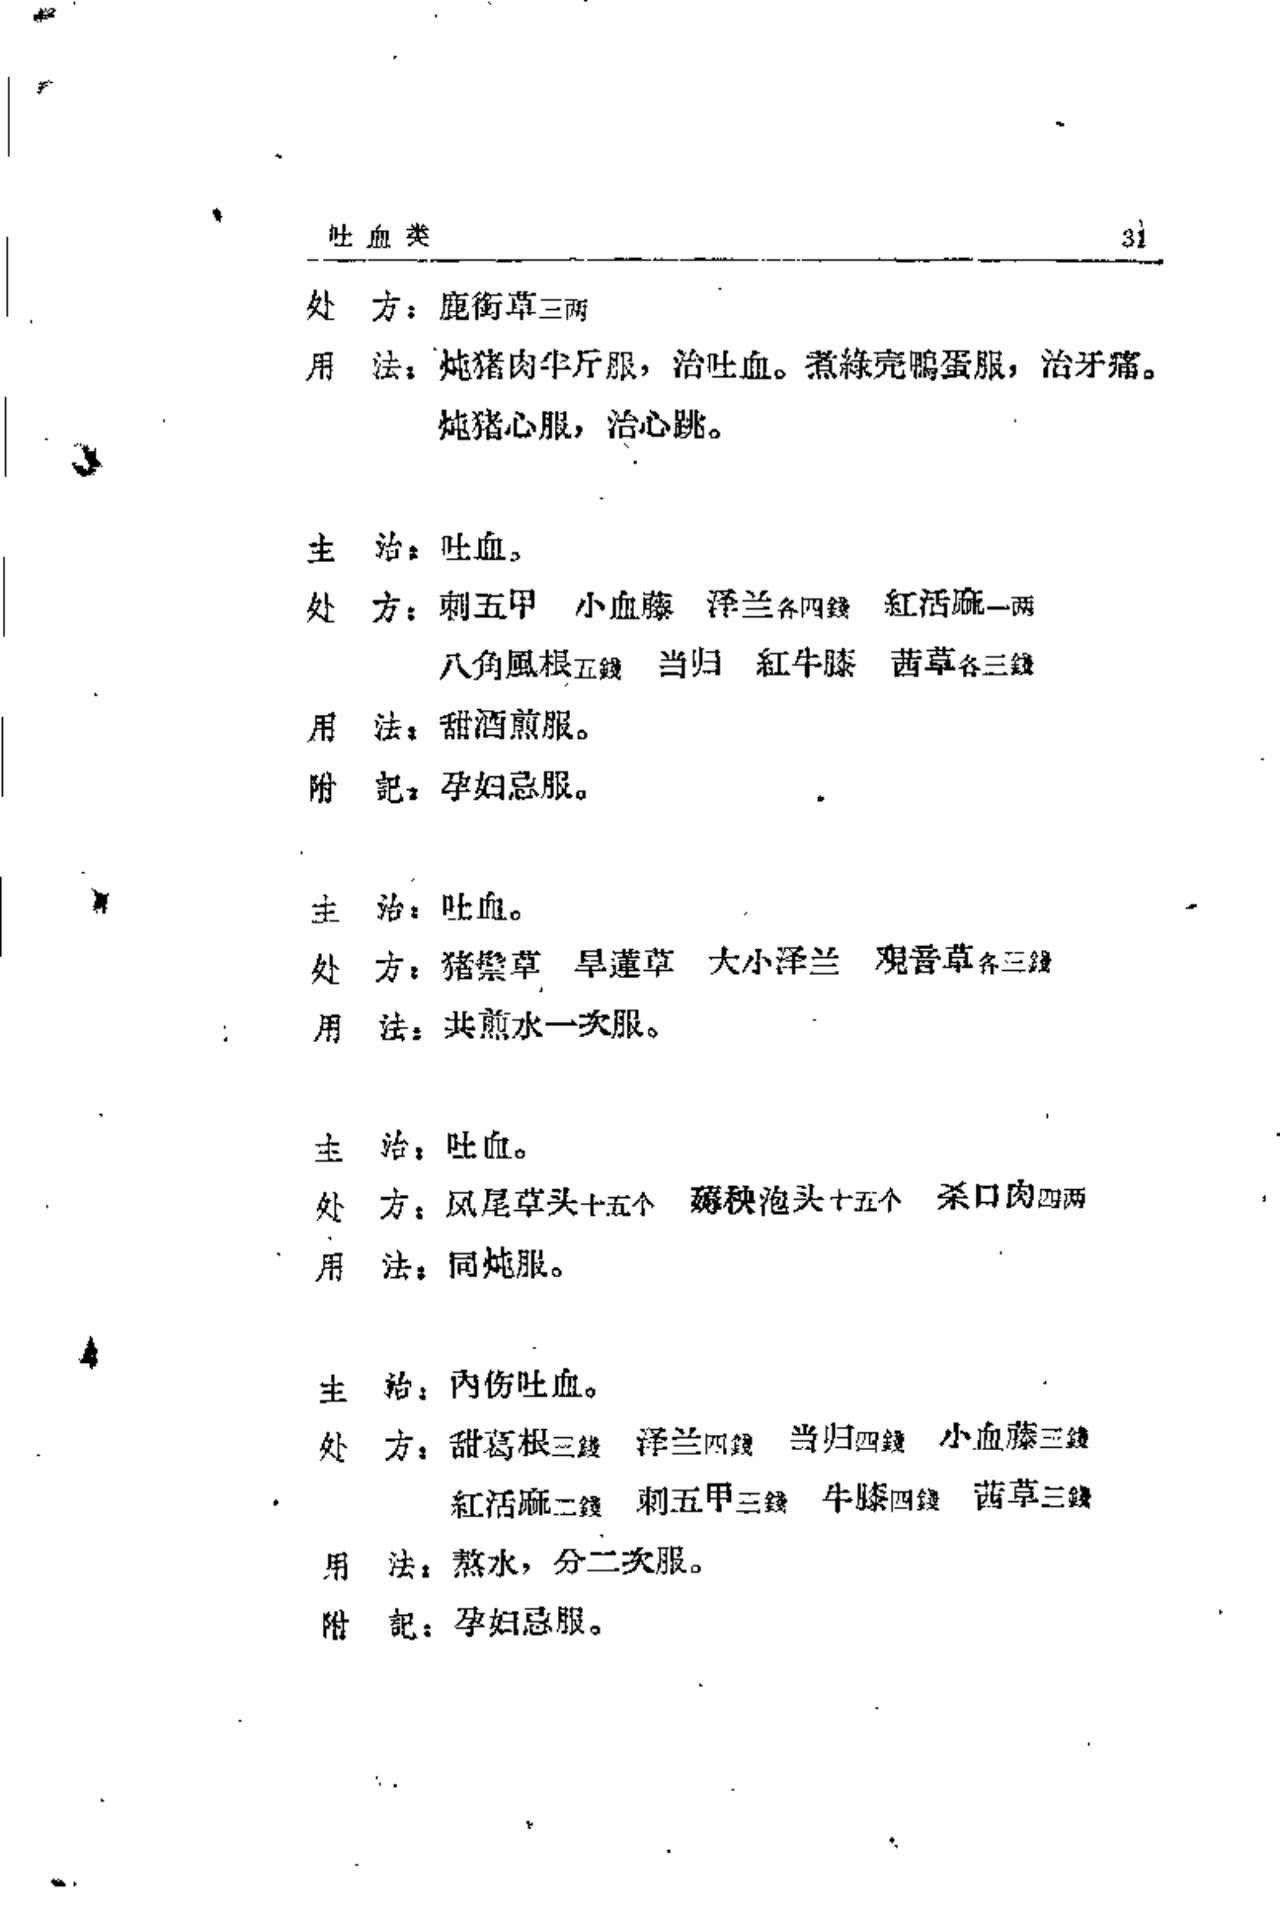 吐血类 31
处方：鹿衔草三两
用法：炖猪肉半斤服，治吐血。煮綠壳鴨蛋服，治牙痛。
炖猪心服，治心跳。
主治：吐血。
处方：刺五甲 小血藤 泽兰各四錢 紅活麻一两
八角風根五錢 当归 紅牛膝 茜草各三錢
用法：甜酒煎服。
附記：孕妇忌服。
主治：吐血。
处方：猪鬃草 旱蓮草 大小泽兰 观音草各三錢
用法：共煎水一次服。
主治：吐血。
处方：凤尾草头十五个 薅秧泡头十五个 杀口肉四两
用法：同炖服。
主治：內伤吐血。
处方：甜葛根三錢 泽兰四錢 当归四錢 小血藤三錢
紅活麻二錢 刺五甲三錢 牛膝四錢 茜草三錢
用法：熬水，分二次服。
附記：孕妇忌服。